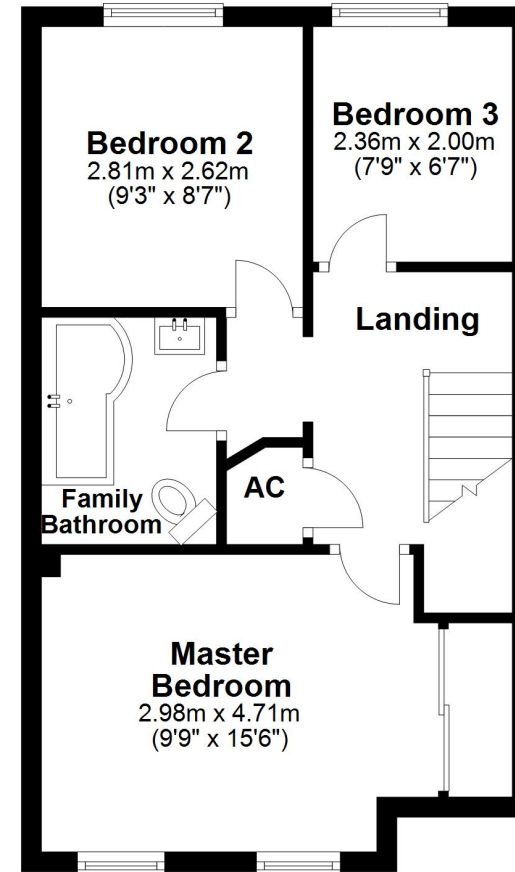 Bedroom 2
2.81m x 2.62m
(9'3" x 8'7")
Bedroom 3
2.36m x 2.00m
(7'9" x 6'7")
Landing
AC
Family
Bathroom
Master
Bedroom
2.98m x 4.71m
(9'9" x 15'6")